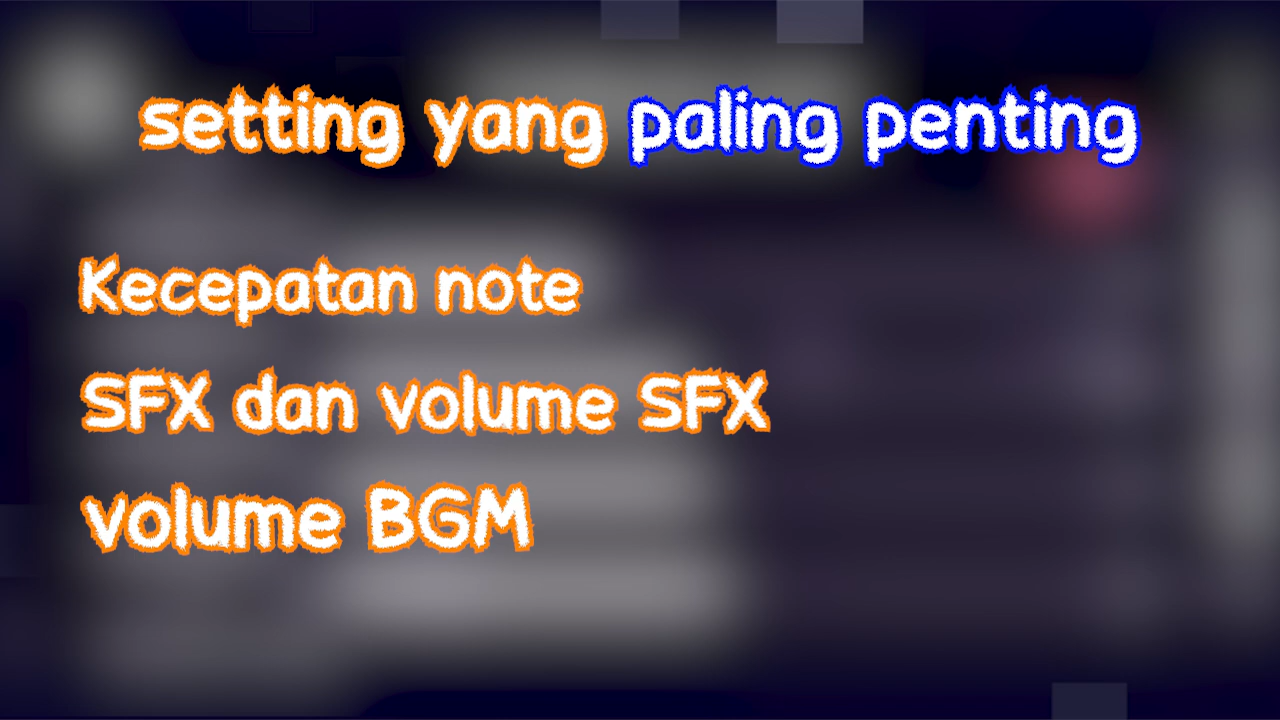 setting yang paling penting
Kecepatan note
SFX dan volume SFX
volume BGM